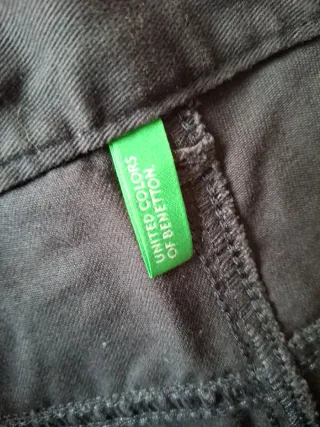 UNITED COLORS
OF BENETTON.